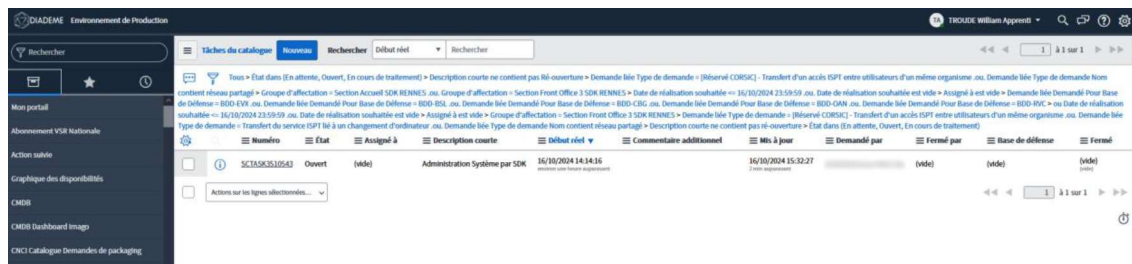 DIADEME Environnement de Production
TA TROUDE William Apprenti
Rechercher
Tâches du catalogue Nouveau Rechercher Début réel Rechercher 1 à 1 sur 1
Mon portail
Abonnement VSR Nationale
Action suivie
Graphique des disponibilités
CMDB
CMDB Dashboard Imago
CNCI Catalogue Demandes de packaging
Tous > État dans (En attente, Ouvert, En cours de traitement) > Description courte ne contient pas Ré-ouverture > Demande liée Type de demande = [Réservé CORSIC] - Transfert d'un accès ISPT entre utilisateurs d'un même organisme .ou. Demande liée Type de demande Nom
contient réseau partagé > Groupe d'affectation = Section Accueil SDK RENNES .ou. Groupe d'affectation = Section Front Office 3 SDK RENNES > Date de réalisation souhaitée <= 16/10/2024 23:59:59 .ou. Date de réalisation souhaitée est vide > Assigné à est vide > Demande liée Demandé Pour Base
de Défense = BDD-EVX .ou. Demande liée Demandé Pour Base de Défense = BDD-BSL .ou. Demande liée Demandé Pour Base de Défense = BDD-CBG .ou. Demande liée Demandé Pour Base de Défense = BDD-OAN .ou. Demande liée Demandé Pour Base de Défense = BDD-RVC > ou Date de réalisation
souhaitée <= 16/10/2024 23:59:59 .ou. Date de réalisation souhaitée est vide > Assigné à est vide > Groupe d'affectation = Section Front Office 3 SDK RENNES > Demande liée Type de demande = [Réservé CORSIC] - Transfert d'un accès ISPT entre utilisateurs d'un même organisme .ou. Demande liée
Type de demande = Transfert du service ISPT lié à un changement d'ordinateur .ou. Demande liée Type de demande Nom contient réseau partagé > Description courte ne contient pas ré-ouverture > État dans (En attente, Ouvert, En cours de traitement)
Numéro État Assigné à Description courte Début réel Commentaire additionnel Mis à jour Demandé par Fermé par Base de défense Fermé
SCTASK3510543 Ouvert (vide) Administration Système par SDK 16/10/2024 14:14:16 16/10/2024 15:32:27 (vide) (vide) (vide)
environ une heure auparavant 2 min auparavant (vide)
Actions sur les lignes sélectionnées... 1 à 1 sur 1